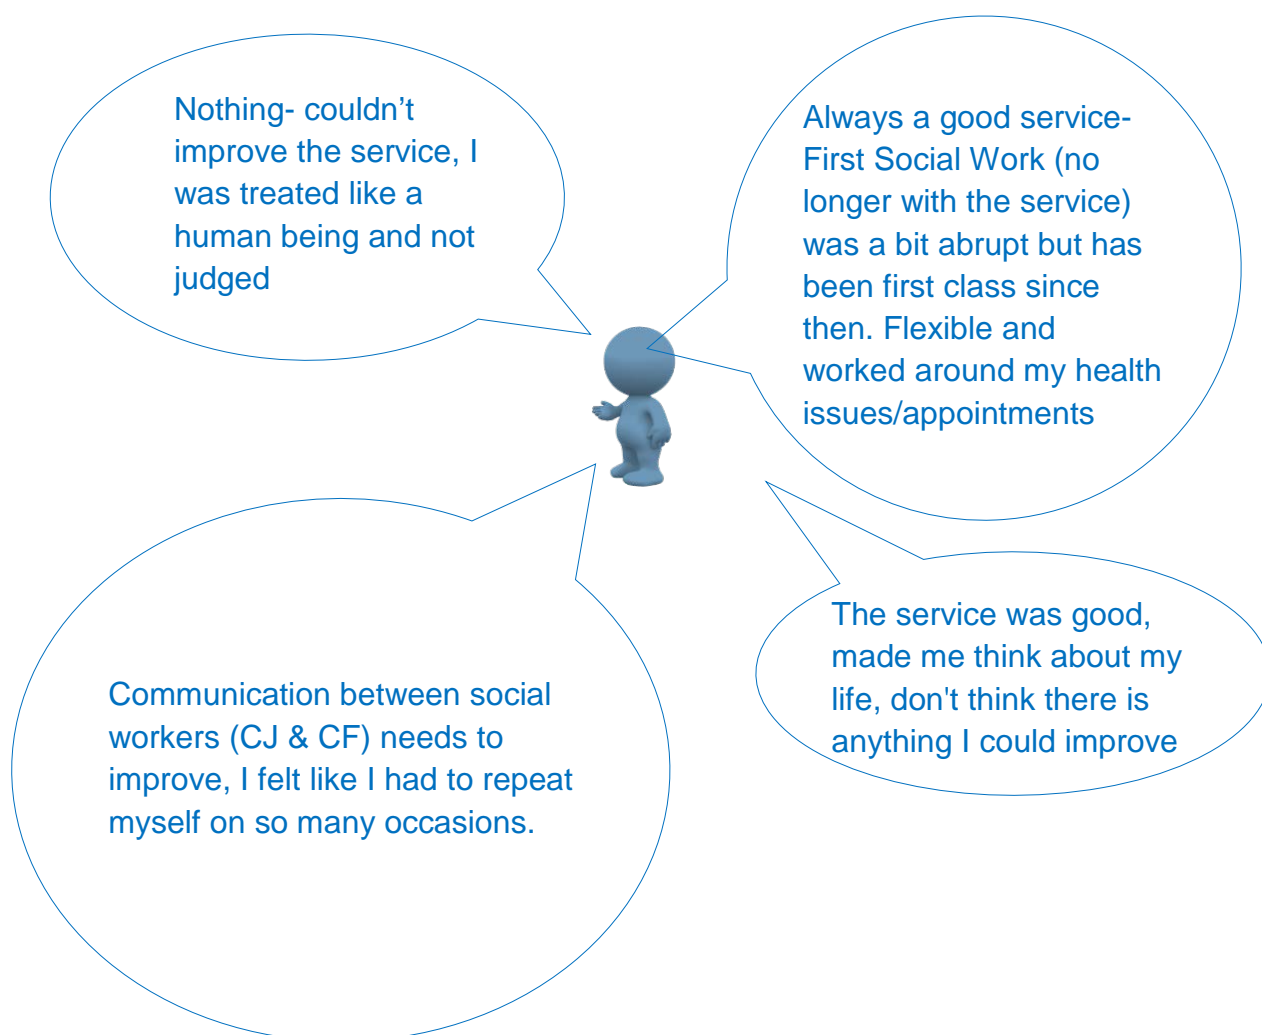 Nothing- couldn’t
improve the service, I
was treated like a
human being and not
judged
Always a good service-
First Social Work (no
longer with the service)
was a bit abrupt but has
been first class since
then. Flexible and
worked around my health
issues/appointments
Communication between social
workers (CJ & CF) needs to
improve, I felt like I had to repeat
myself on so many occasions.
The service was good,
made me think about my
life, don't think there is
anything I could improve